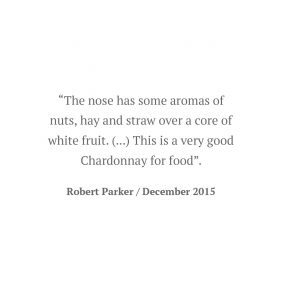 “The nose has some aromas of
nuts, hay and straw over a core of
white fruit. (...) This is a very good
Chardonnay for food”.
Robert Parker / December 2015